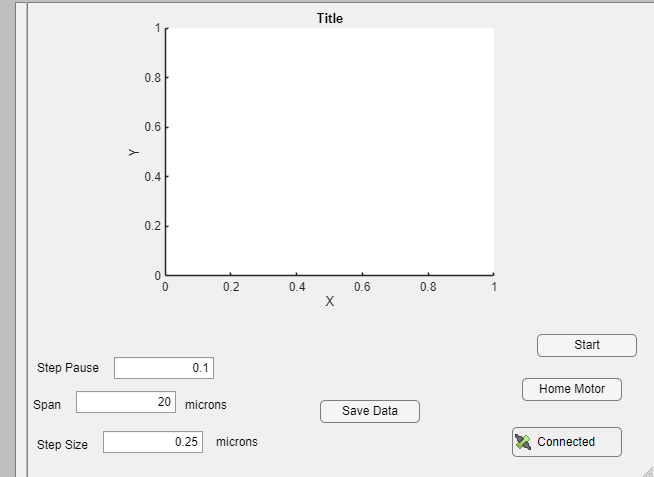 Title
1
0.8
0.6
Y
0.4
0.2
0
0 0.2 0.4 0.6 0.8 1
X
Start
Step Pause 0.1
Home Motor
Span 20 microns
Save Data
Step Size 0.25 microns
Connected